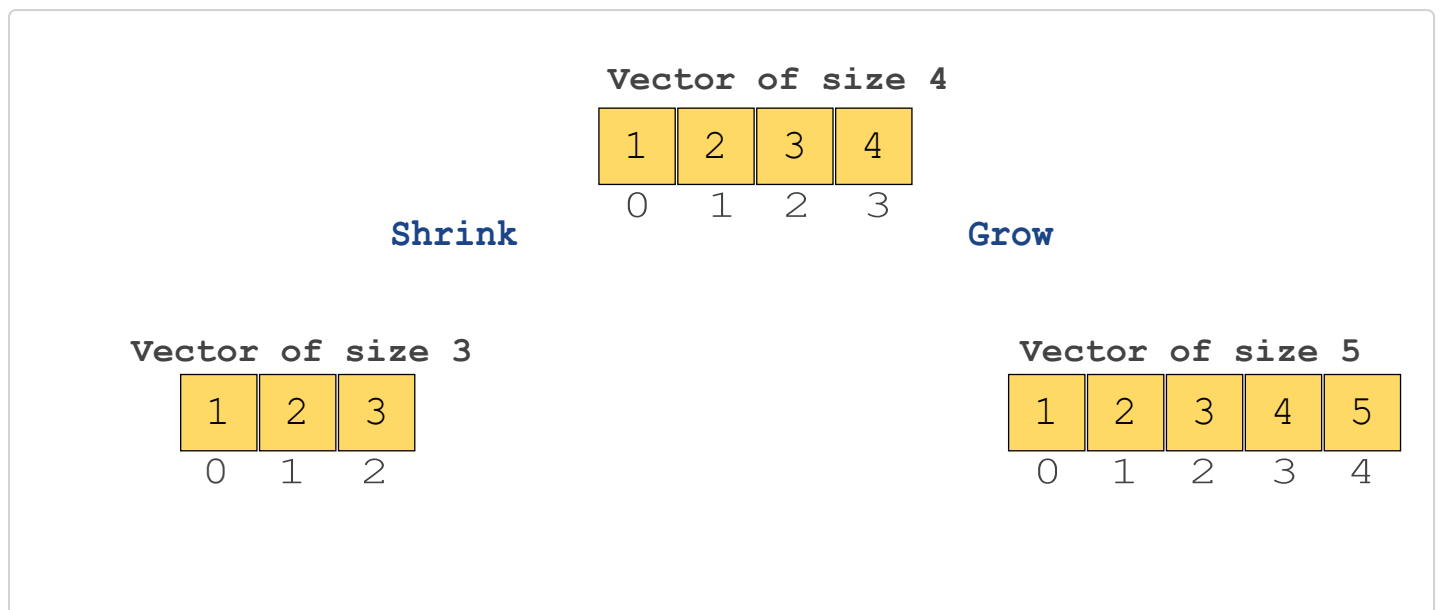 Vector of size 4
1 2 3 4
0 1 2 3
Shrink Grow
Vector of size 3 Vector of size 5
1 2 3 1 2 3 4 5
0 1 2 0 1 2 3 4